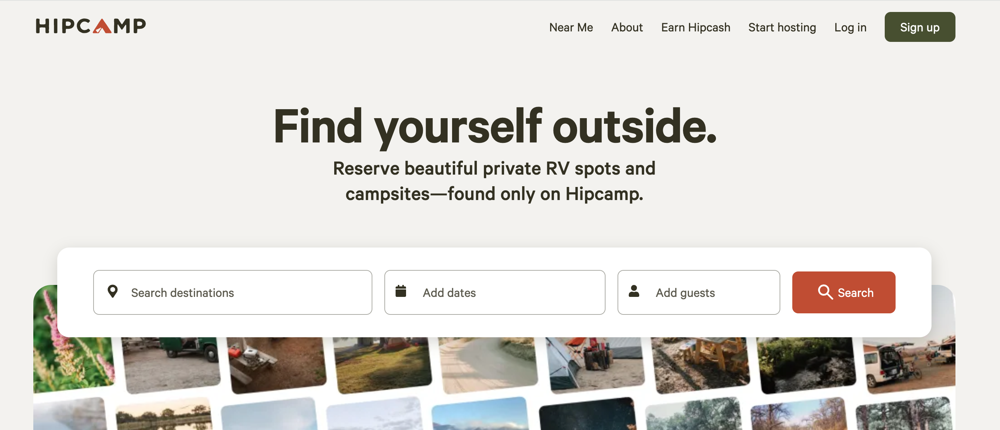 HIPCAMP
Near Me
About
Earn Hipcash
Start hosting
Log in
Sign up
Find yourself outside.
Reserve beautiful private RV spots and
campsites—found only on Hipcamp.
Search destinations
Add dates
Add guests
Search